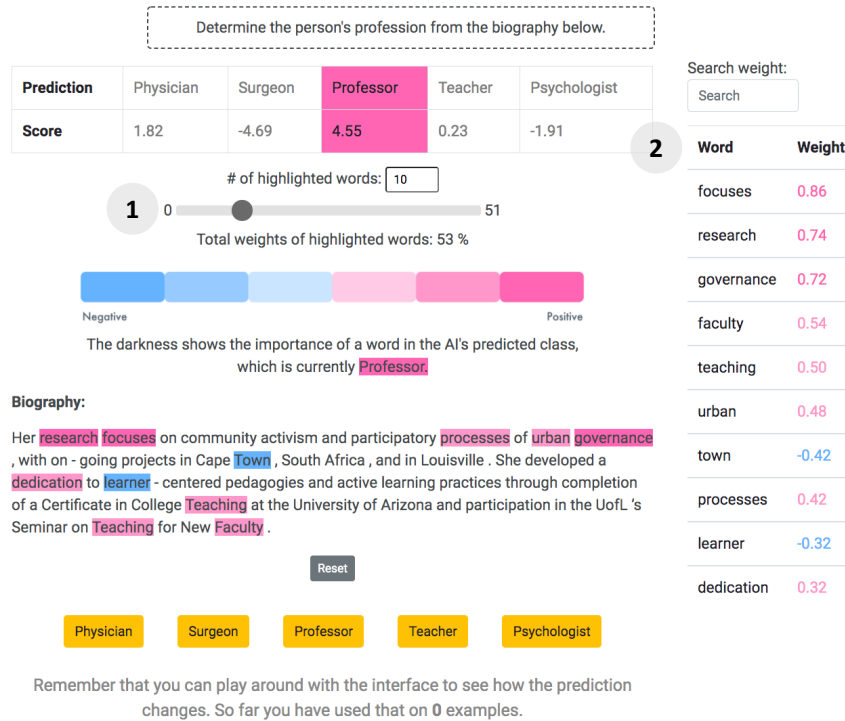 Determine the person's profession from the biography below.
Prediction Physician Surgeon Professor Teacher Psychologist
Score 1.82 -4.69 4.55 0.23 -1.91
# of highlighted words: 10
1 0 51
Total weights of highlighted words: 53 %
Negative Positive
The darkness shows the importance of a word in the AI's predicted class,
which is currently Professor.
Biography:
Her research focuses on community activism and participatory processes of urban governance
, with on - going projects in Cape Town , South Africa , and in Louisville . She developed a
dedication to learner - centered pedagogies and active learning practices through completion
of a Certificate in College Teaching at the University of Arizona and participation in the UofL 's
Seminar on Teaching for New Faculty .
Reset
Physician Surgeon Professor Teacher Psychologist
Remember that you can play around with the interface to see how the prediction
changes. So far you have used that on 0 examples.
Search weight:
Search
2 Word Weight
focuses 0.86
research 0.74
governance 0.72
faculty 0.54
teaching 0.50
urban 0.48
town -0.42
processes 0.42
learner -0.32
dedication 0.32